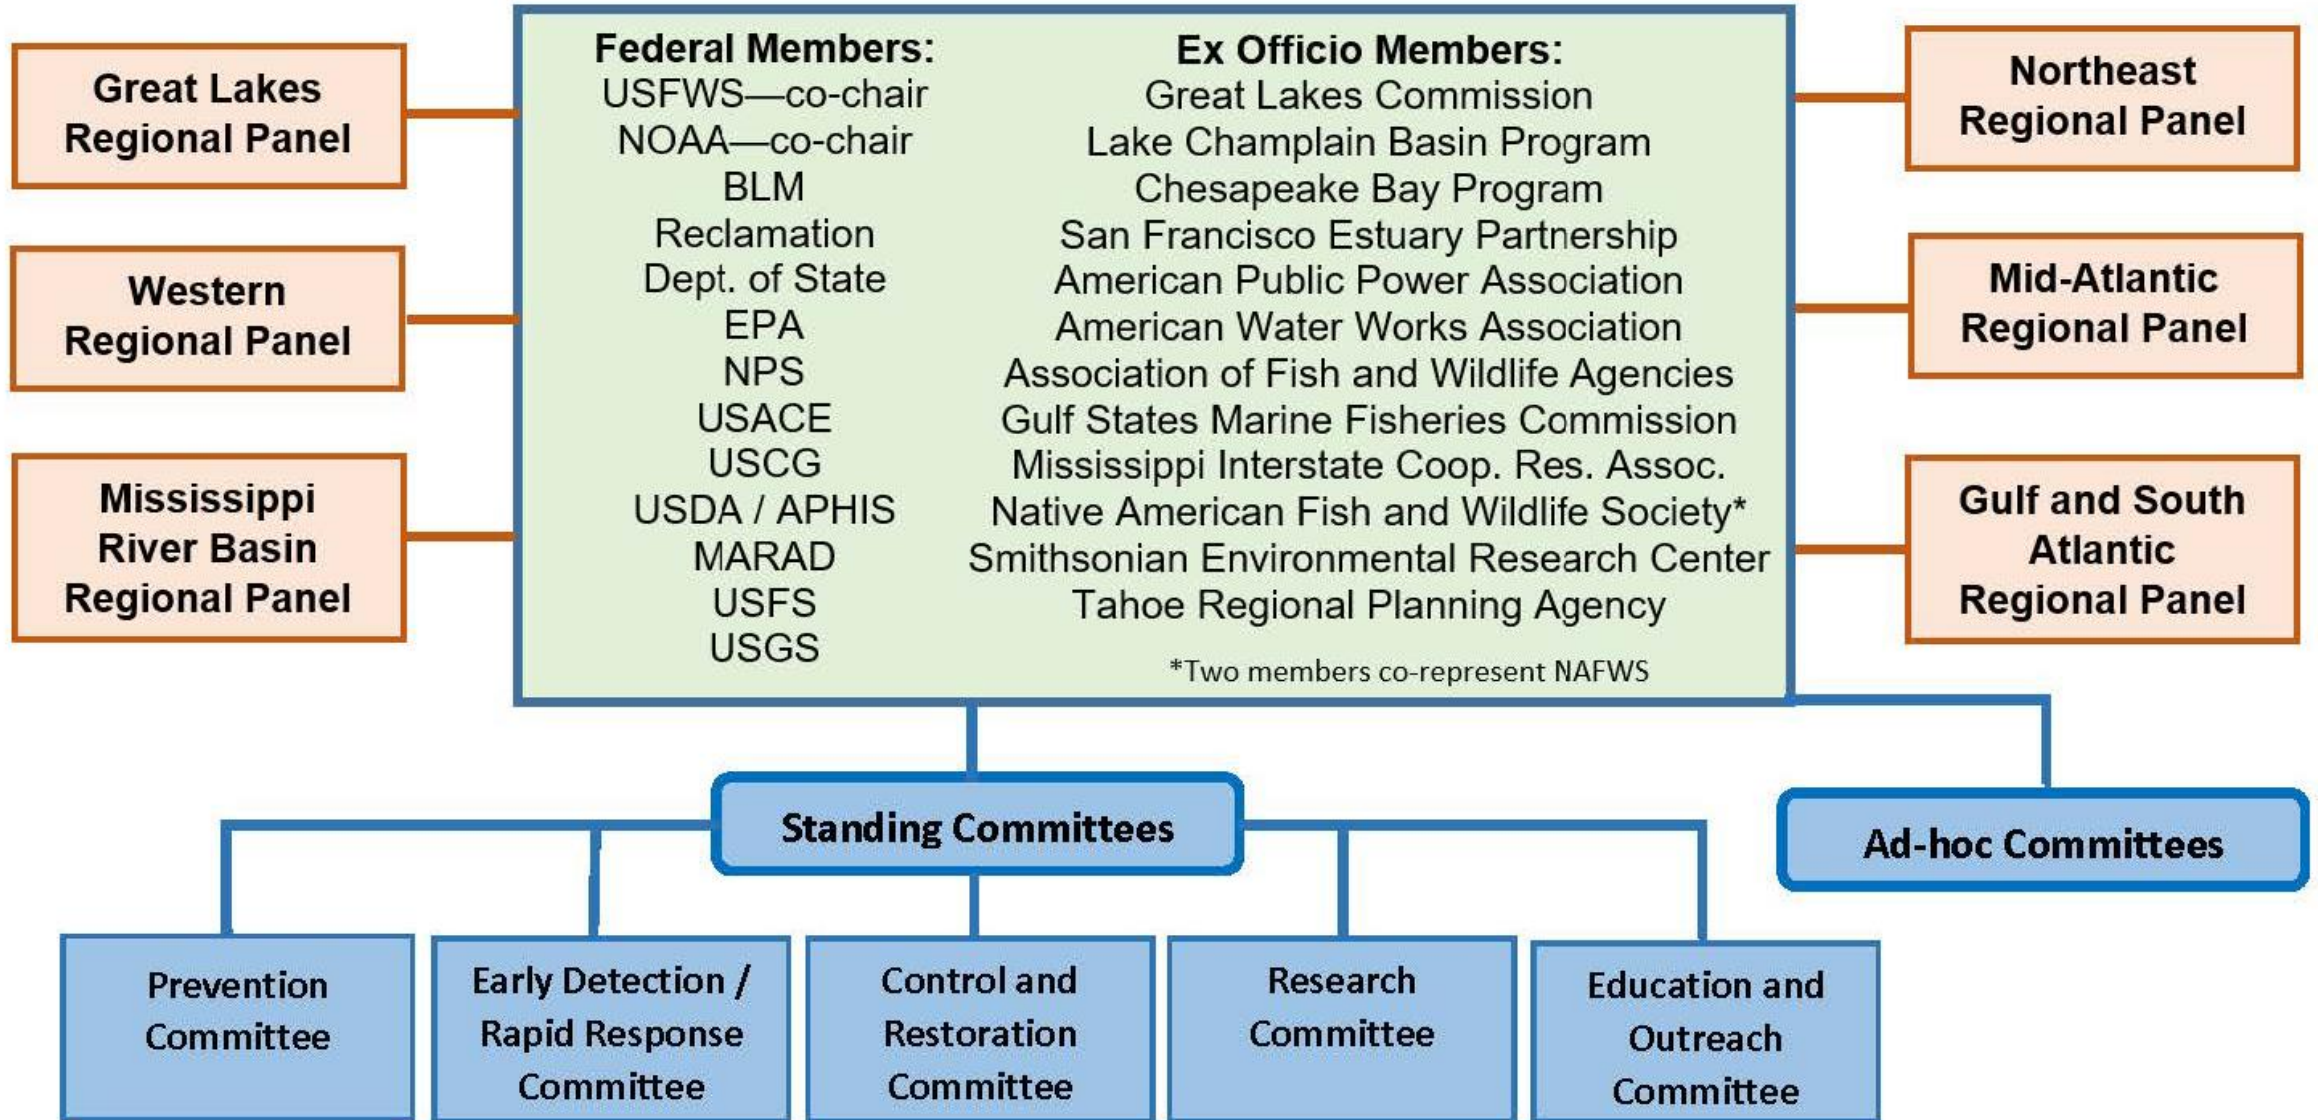 Great Lakes
Regional Panel
Western
Regional Panel
Mississippi
River Basin
Regional Panel
Federal Members:
USFWS—co-chair
NOAA—co-chair
BLM
Reclamation
Dept. of State
EPA
NPS
USACE
USCG
USDA / APHIS
MARAD
USFS
USGS
Ex Officio Members:
Great Lakes Commission
Lake Champlain Basin Program
Chesapeake Bay Program
San Francisco Estuary Partnership
American Public Power Association
American Water Works Association
Association of Fish and Wildlife Agencies
Gulf States Marine Fisheries Commission
Mississippi Interstate Coop. Res. Assoc.
Native American Fish and Wildlife Society*
Smithsonian Environmental Research Center
Tahoe Regional Planning Agency
*Two members co-represent NAFWS
Northeast
Regional Panel
Mid-Atlantic
Regional Panel
Gulf and South
Atlantic
Regional Panel
Standing Committees
Ad-hoc Committees
Prevention
Committee
Early Detection /
Rapid Response
Committee
Control and
Restoration
Committee
Research
Committee
Education and
Outreach
Committee